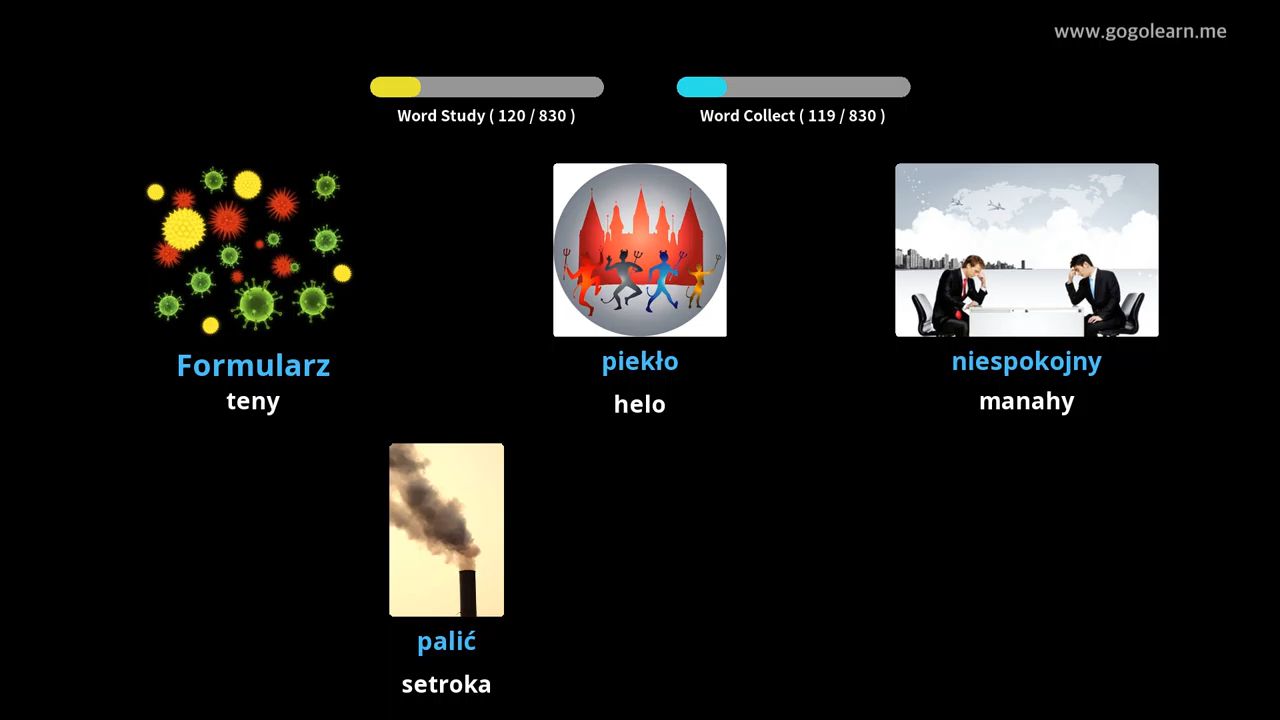 www.gogolearn.me
Word Study ( 120 / 830 )
Word Collect ( 119 / 830 )
Formularz
teny
piekło
helo
niespokojny
manahy
palić
setroka